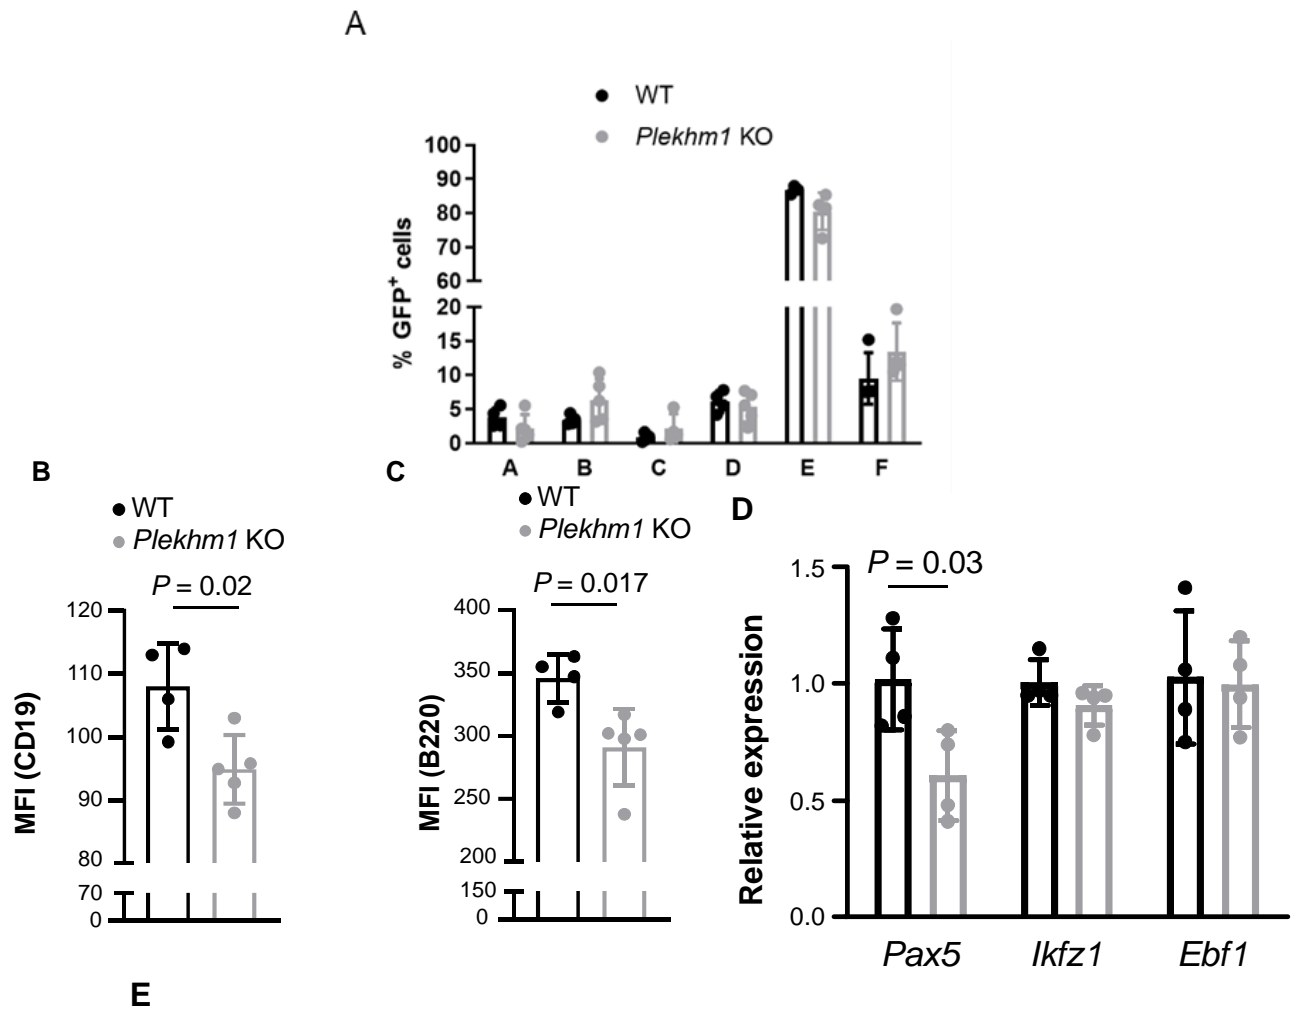 A
WT
Plekhm1 KO
100
90
80
70
60
20
15
10
5
0
% GFP+ cells
A B C D E F
B
WT
Plekhm1 KO
P = 0.02
120
110
100
90
80
70
0
MFI (CD19)
C
WT
Plekhm1 KO
P = 0.017
400
350
300
250
200
150
0
MFI (B220)
D
P = 0.03
1.5
1.0
0.5
0.0
Relative expression
Pax5 Ikfz1 Ebf1
E